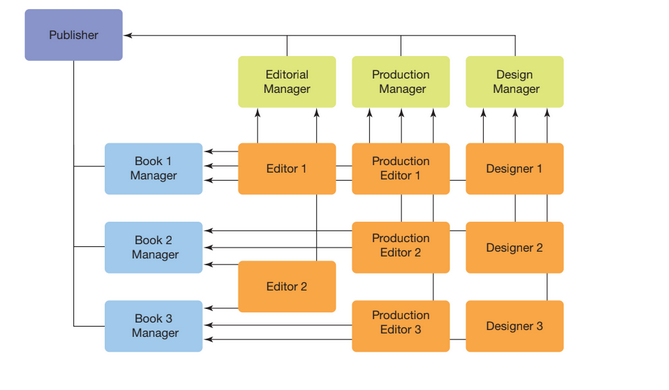 Publisher
Editorial
Manager
Production
Manager
Design
Manager
Book 1
Manager
Editor 1
Production
Editor 1
Designer 1
Book 2
Manager
Production
Editor 2
Designer 2
Editor 2
Book 3
Manager
Production
Editor 3
Designer 3